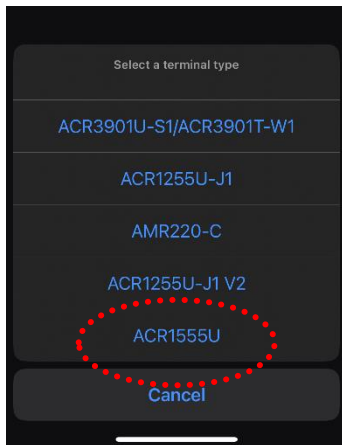 Select a terminal type
ACR3901U-S1/ACR3901T-W1
ACR1255U-J1
AMR220-C
ACR1255U-J1 V2
ACR1555U
Cancel